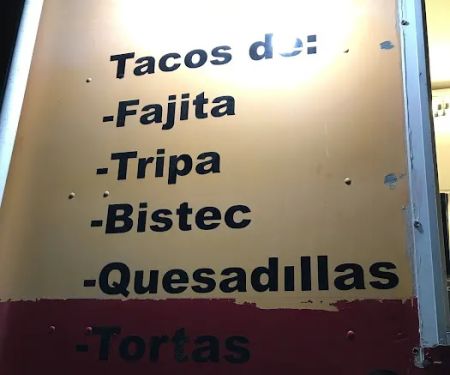 Tacos de:
-Fajita
-Tripa
-Bistec
-Quesadillas
-Tortas